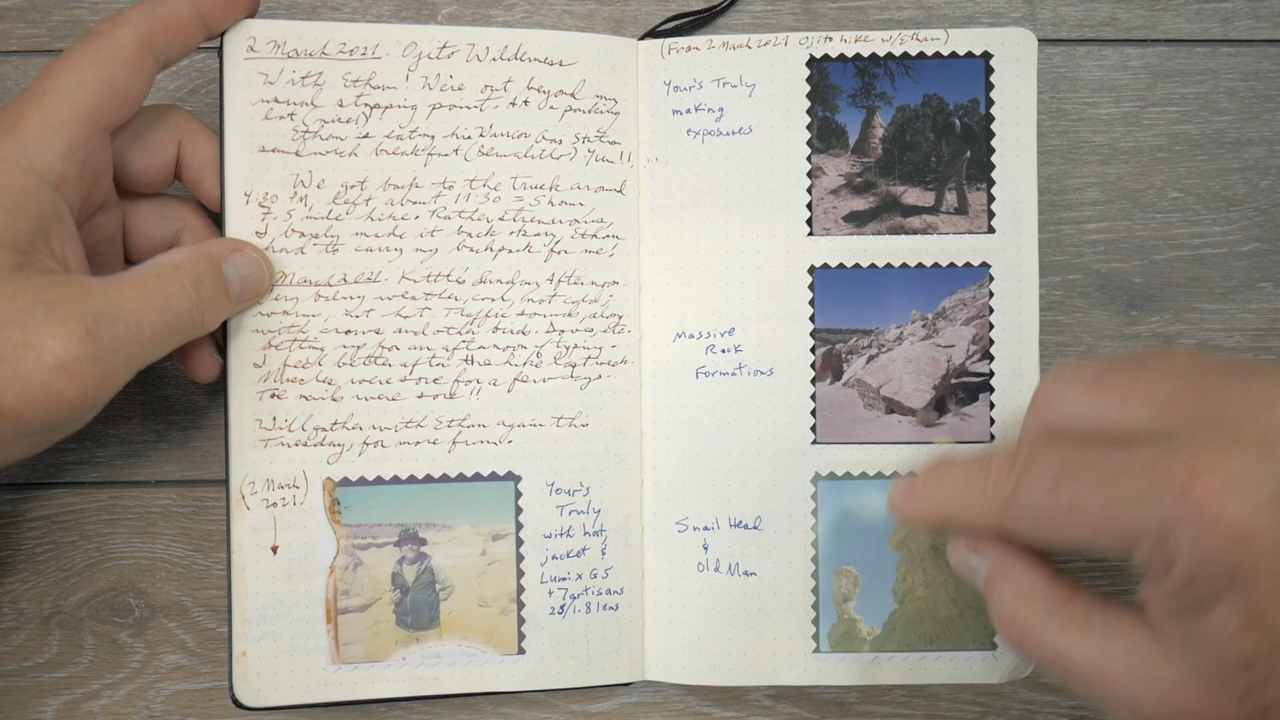 2 March 2021. Ojito Wilderness
With Ethan! We're out beyond my
usual stopping point. At a parking
lot (nice!)
Ethan is eating his Warrior Gas Station
sandwich breakfast (Bewalitto) Yum!!
We got back to the truck around
4:30 PM, left about 11:30 = 5 hour
7.5 mile hike. Rather strenuous,
I barely made it back okay, Ethan
had to carry my backpack for me!
March 2021. Kittle's Sunday Afternoon.
Very balmy weather, cool, not cold;
warm, not hot. Traffic sounds, along
with crows and other bird. Doves, etc.
Setting up for an afternoon of typing.
I feel better after the hike last week.
Muscles were sore for a few days.
Toe nails were sore!!
Will gather with Ethan again this
Tuesday, for more fun.
(2 March
2021)
Your's
Truly
with hat,
jacket &
Lumix G5
+ 7artisans
25/1.8 lens
(From 2 March 2021 Ojito hike w/Ethan)
Your's Truly
making
exposures
Massive
Rock
Formations
Snail Head
&
Old Man